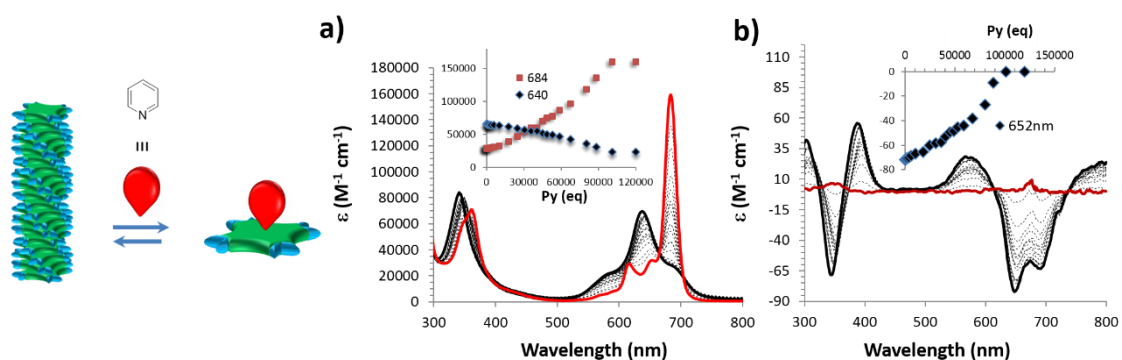 N
III
a)
ε (M⁻¹ cm⁻¹)
180000
160000
140000
120000
100000
80000
60000
40000
20000
0
300 400 500 600 700 800
Wavelength (nm)
150000
100000
50000
0
684
640
0 30000 60000 90000 120000
Py (eq)
b)
ε (M⁻¹ cm⁻¹)
110
85
60
35
10
-15
-40
-65
-90
300 400 500 600 700 800
Wavelength (nm)
Py (eq)
0 50000 100000 150000
0
-20
-40
-60
-80
652nm